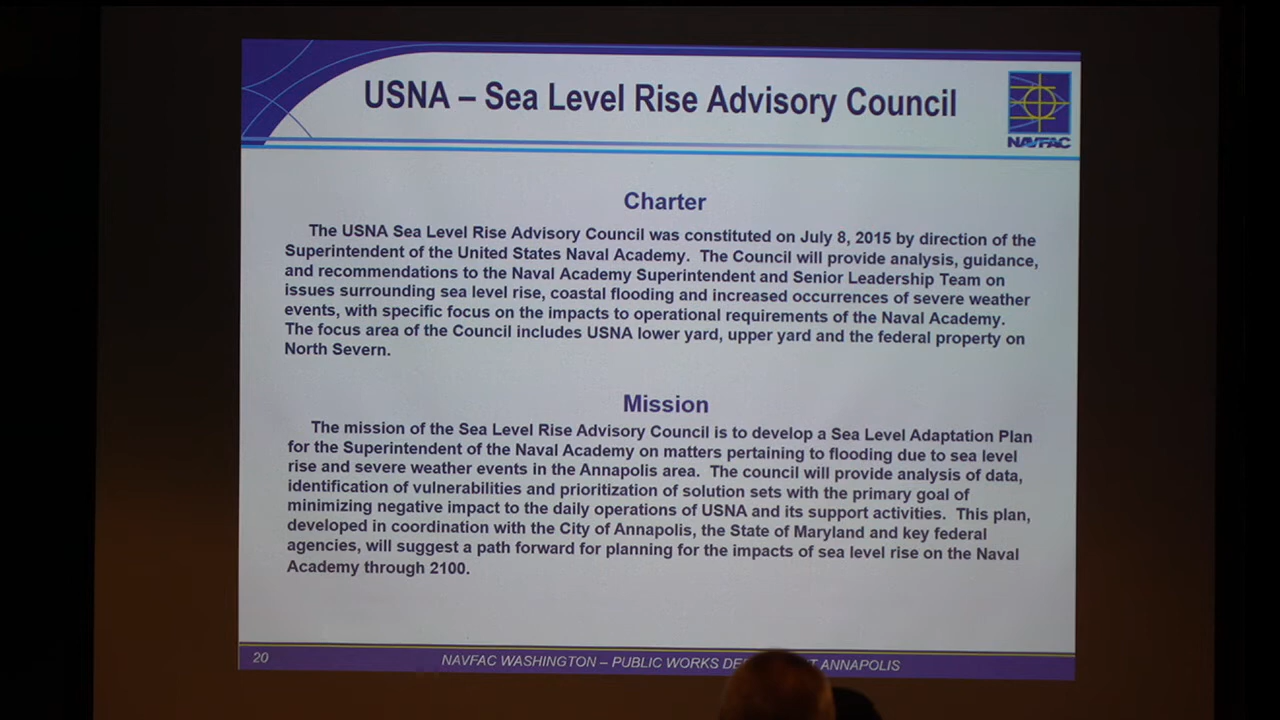 USNA – Sea Level Rise Advisory Council
NAVFAC
Charter
The USNA Sea Level Rise Advisory Council was constituted on July 8, 2015 by direction of the
Superintendent of the United States Naval Academy. The Council will provide analysis, guidance,
and recommendations to the Naval Academy Superintendent and Senior Leadership Team on
issues surrounding sea level rise, coastal flooding and increased occurrences of severe weather
events, with specific focus on the impacts to operational requirements of the Naval Academy.
The focus area of the Council includes USNA lower yard, upper yard and the federal property on
North Severn.
Mission
The mission of the Sea Level Rise Advisory Council is to develop a Sea Level Adaptation Plan
for the Superintendent of the Naval Academy on matters pertaining to flooding due to sea level
rise and severe weather events in the Annapolis area. The council will provide analysis of data,
identification of vulnerabilities and prioritization of solution sets with the primary goal of
minimizing negative impact to the daily operations of USNA and its support activities. This plan,
developed in coordination with the City of Annapolis, the State of Maryland and key federal
agencies, will suggest a path forward for planning for the impacts of sea level rise on the Naval
Academy through 2100.
20
NAVFAC WASHINGTON – PUBLIC WORKS ANNAPOLIS